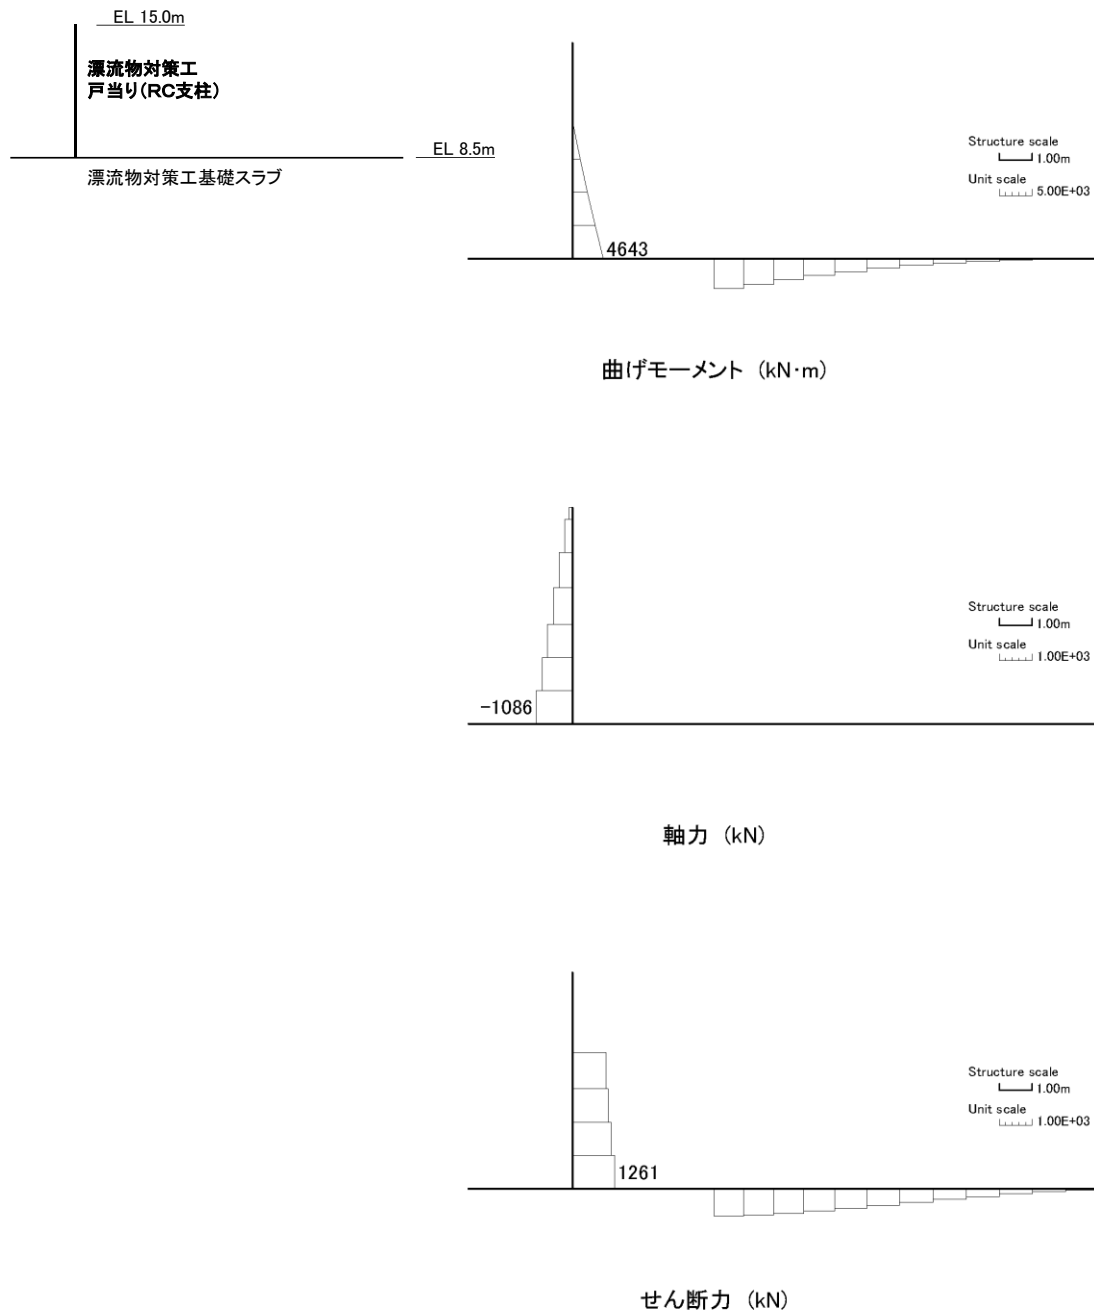 EL 15.0m
漂流物対策工
戸当り(RC支柱)
EL 8.5m
漂流物対策工基礎スラブ
Structure scale
1.00m
Unit scale
5.00E+03
4643
曲げモーメント (kN･m)
Structure scale
1.00m
Unit scale
1.00E+03
-1086
軸力 (kN)
Structure scale
1.00m
Unit scale
1.00E+03
1261
せん断力 (kN)